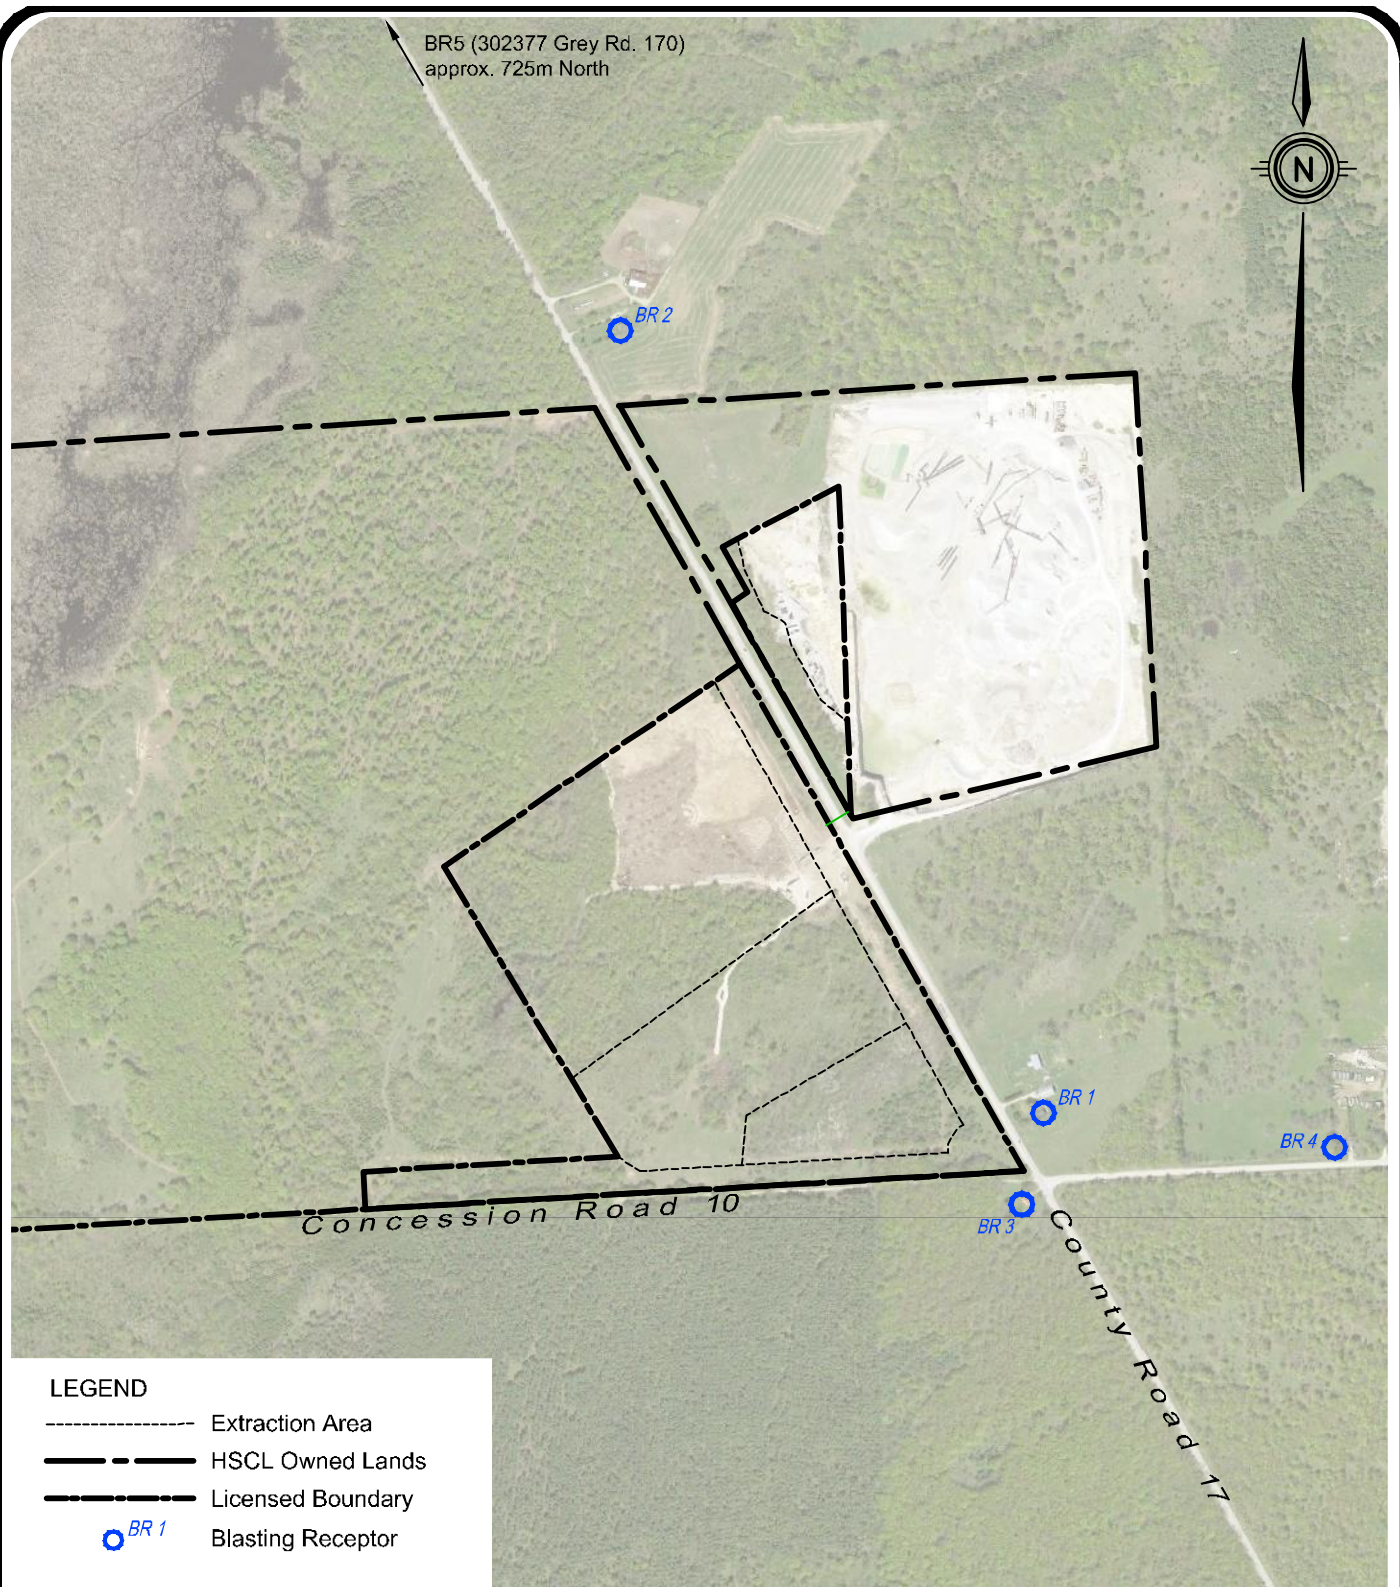 BR5 (302377 Grey Rd. 170)
approx. 725m North
N
BR 2
BR 1
BR 4
BR 3
Concession Road 10
County Road 17
LEGEND
Extraction Area
HSCL Owned Lands
Licensed Boundary
BR 1 Blasting Receptor